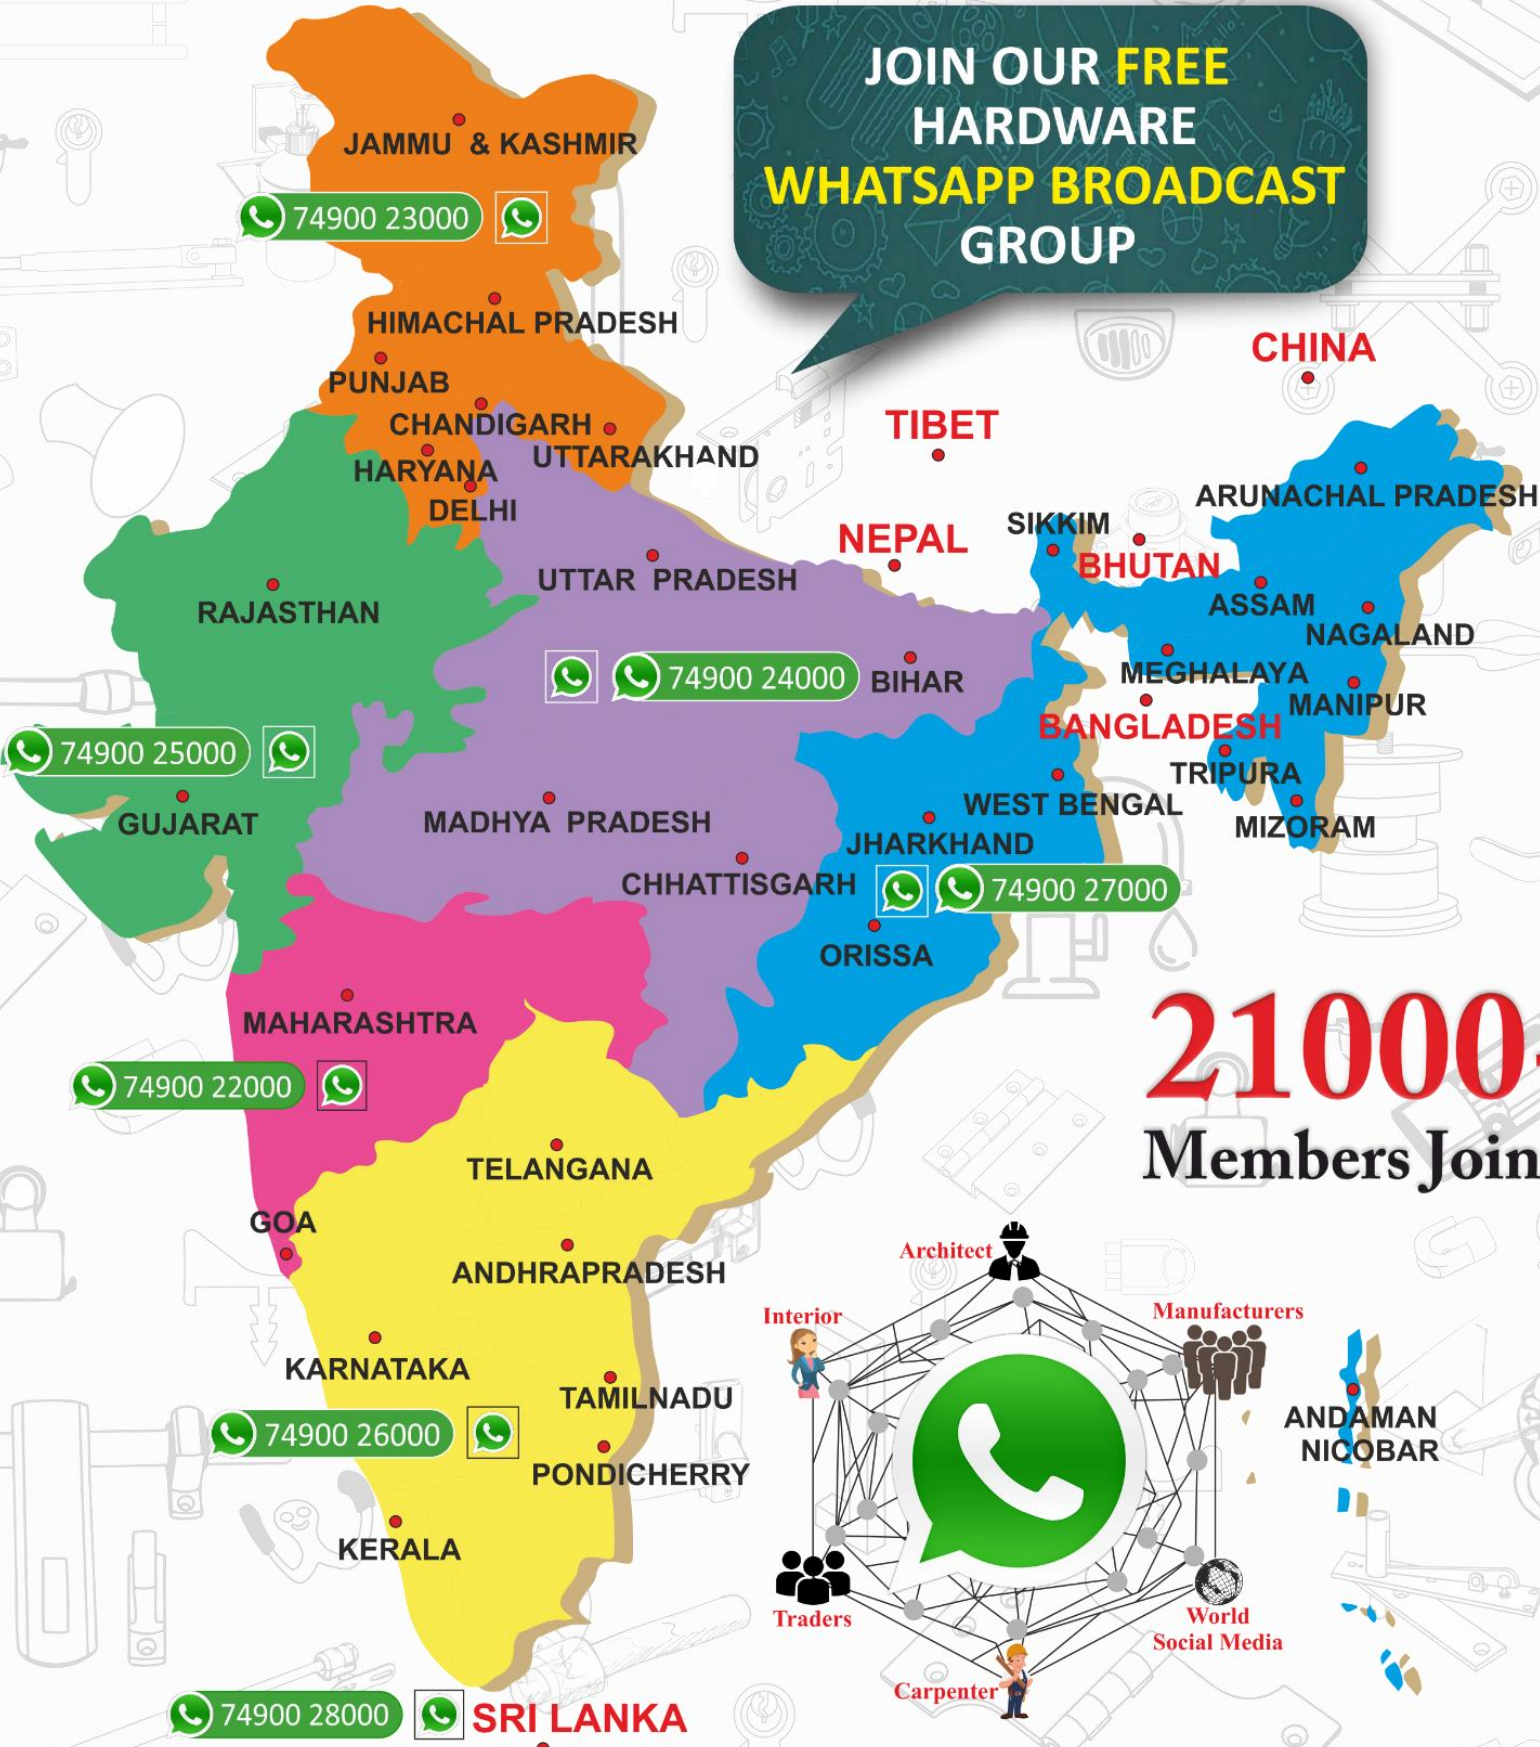 JOIN OUR FREE
HARDWARE
WHATSAPP BROADCAST
GROUP
JAMMU & KASHMIR
74900 23000
HIMACHAL PRADESH
PUNJAB
CHANDIGARH
UTTARAKHAND
HARYANA
DELHI
CHINA
TIBET
NEPAL
SIKKIM
BHUTAN
ARUNACHAL PRADESH
ASSAM
NAGALAND
MEGHALAYA
MANIPUR
BANGLADESH
TRIPURA
MIZORAM
RAJASTHAN
UTTAR PRADESH
74900 24000
BIHAR
74900 25000
GUJARAT
MADHYA PRADESH
CHHATTISGARH
WEST BENGAL
JHARKHAND
74900 27000
ORISSA
MAHARASHTRA
74900 22000
21000+
Members Join
TELANGANA
GOA
ANDHRAPRADESH
KARNATAKA
TAMILNADU
74900 26000
PONDICHERRY
KERALA
74900 28000
SRI LANKA
Architect
Interior
Manufacturers
Traders
World
Social Media
Carpenter
ANDAMAN
NICOBAR